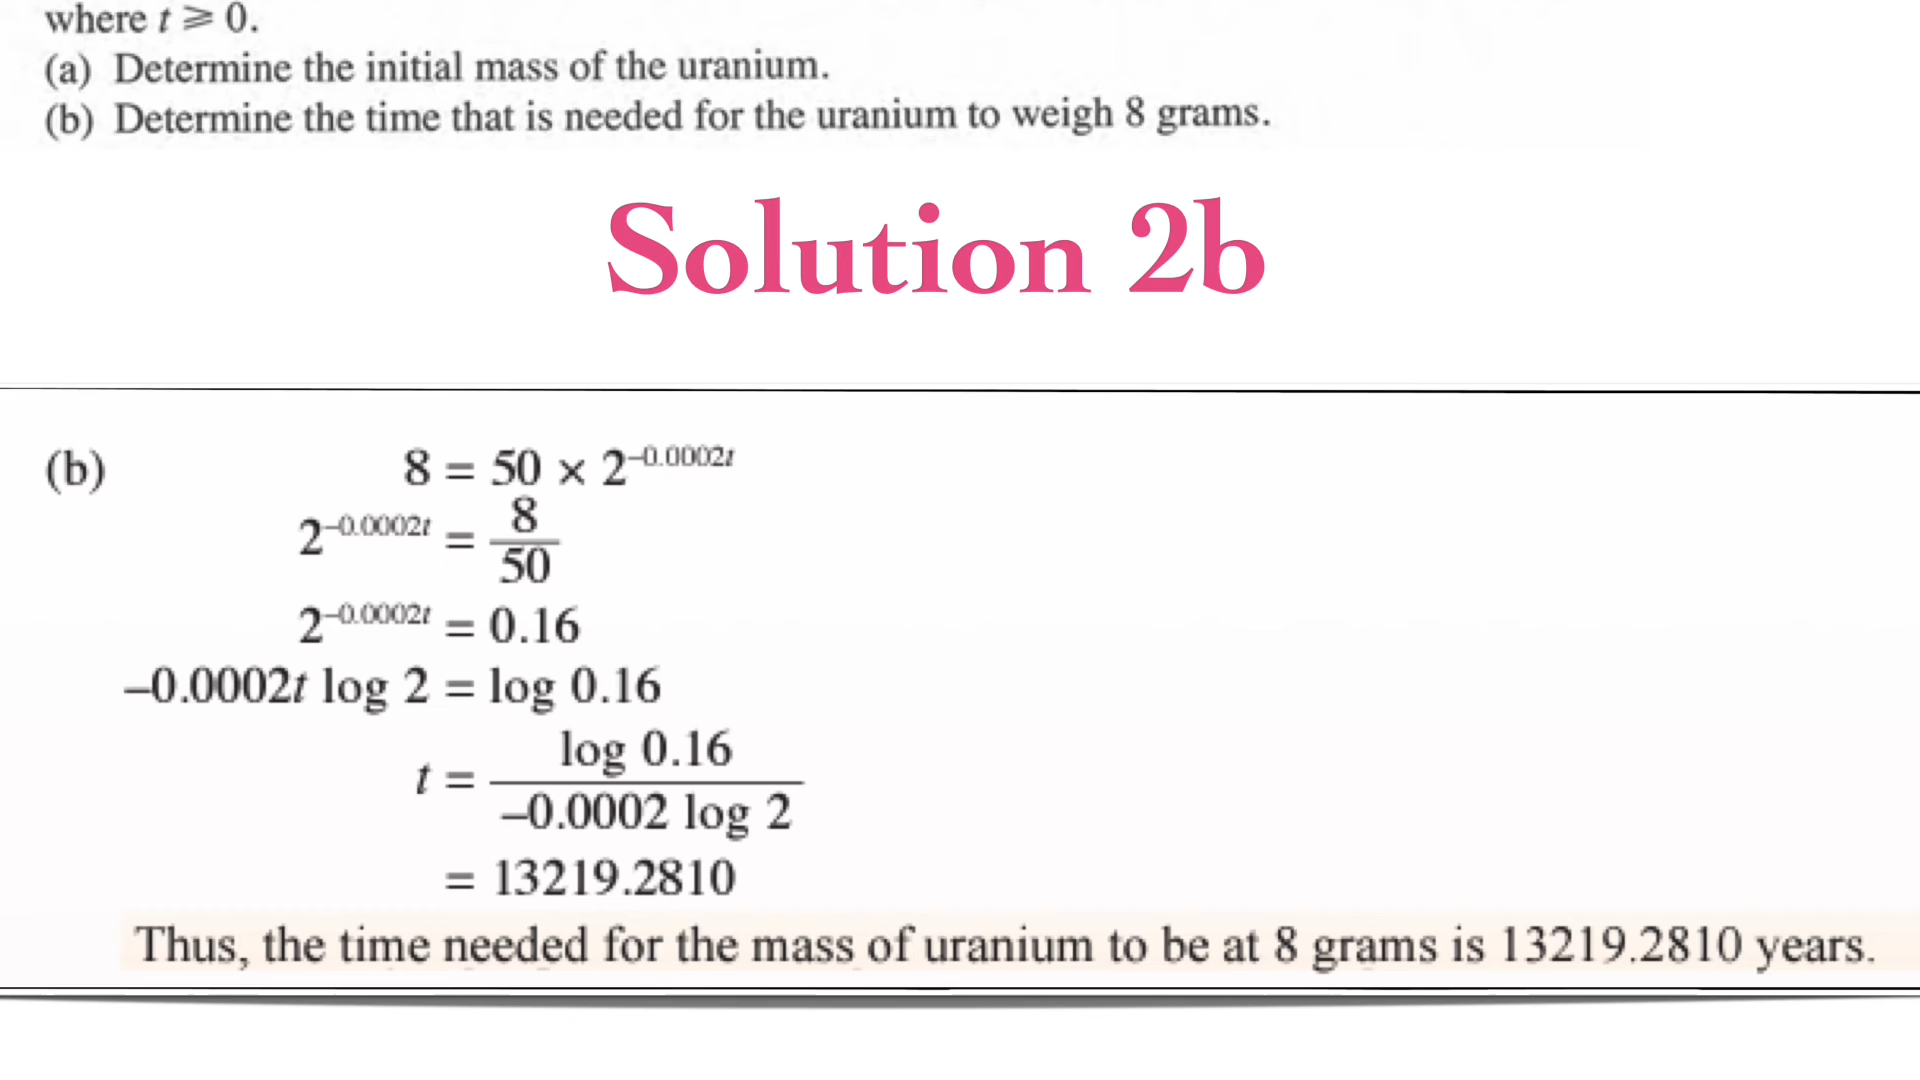 where t ⩾ 0.
(a) Determine the initial mass of the uranium.
(b) Determine the time that is needed for the uranium to weigh 8 grams.
Solution 2b
(b) 8 = 50 × 2^–0.0002t
2^–0.0002t = 8/50
2^–0.0002t = 0.16
–0.0002t log 2 = log 0.16
t = log 0.16 / –0.0002 log 2
= 13219.2810
Thus, the time needed for the mass of uranium to be at 8 grams is 13219.2810 years.